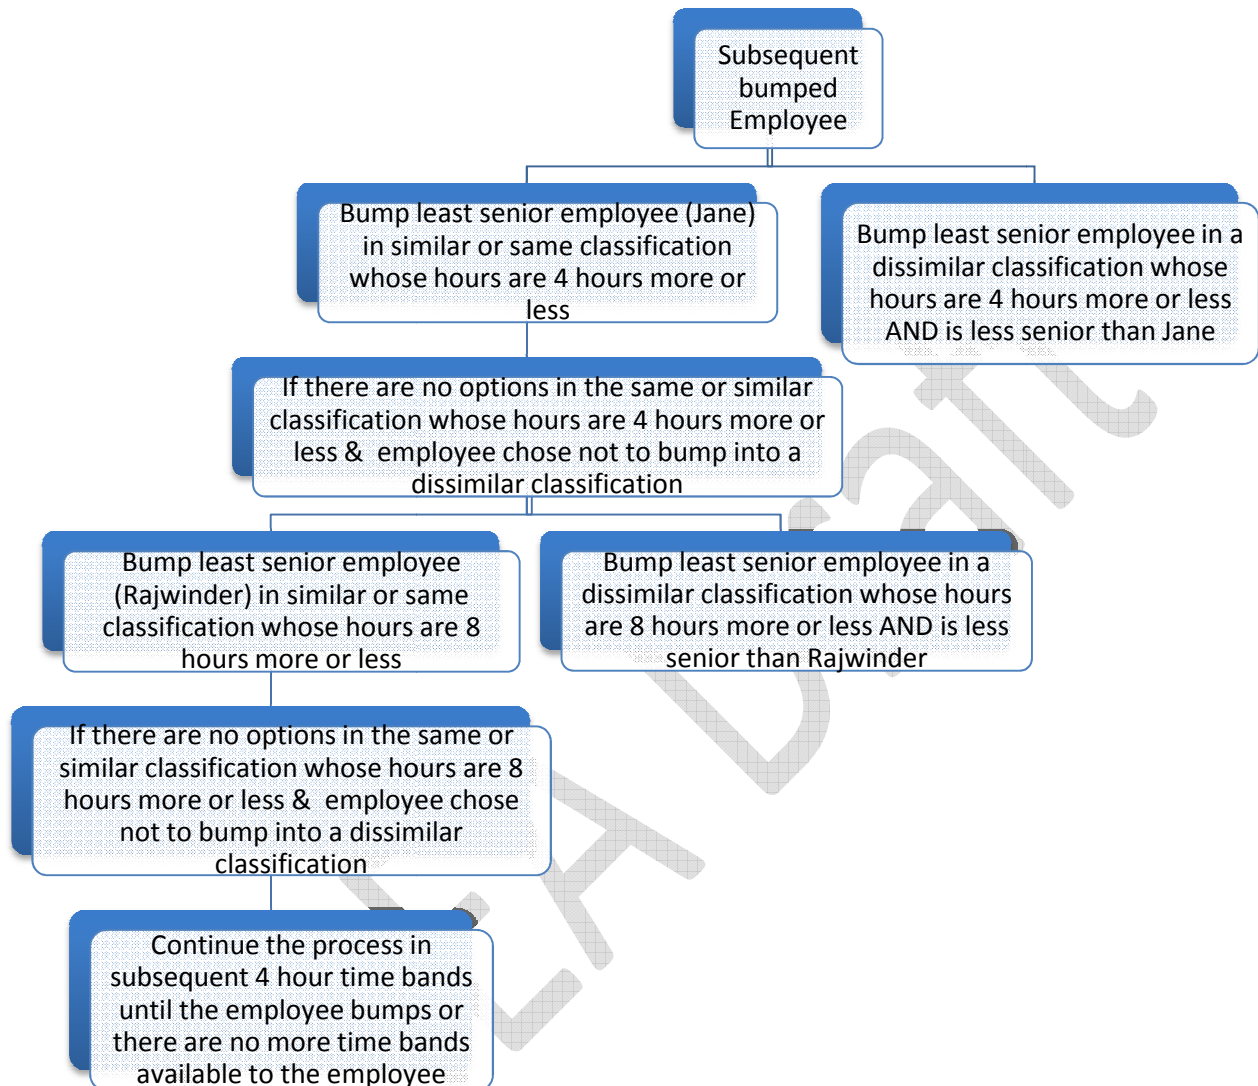 Subsequent
bumped
Employee
Bump least senior employee (Jane)
in similar or same classification
whose hours are 4 hours more or
less
Bump least senior employee in a
dissimilar classification whose
hours are 4 hours more or less
AND is less senior than Jane
If there are no options in the same or similar
classification whose hours are 4 hours more or
less & employee chose not to bump into a
dissimilar classification
Bump least senior employee
(Rajwinder) in similar or same
classification whose hours are 8
hours more or less
Bump least senior employee in a
dissimilar classification whose hours
are 8 hours more or less AND is less
senior than Rajwinder
If there are no options in the same or
similar classification whose hours are 8
hours more or less & employee chose
not to bump into a dissimilar
classification
Continue the process in
subsequent 4 hour time bands
until the employee bumps or
there are no more time bands
available to the employee
EA Draft